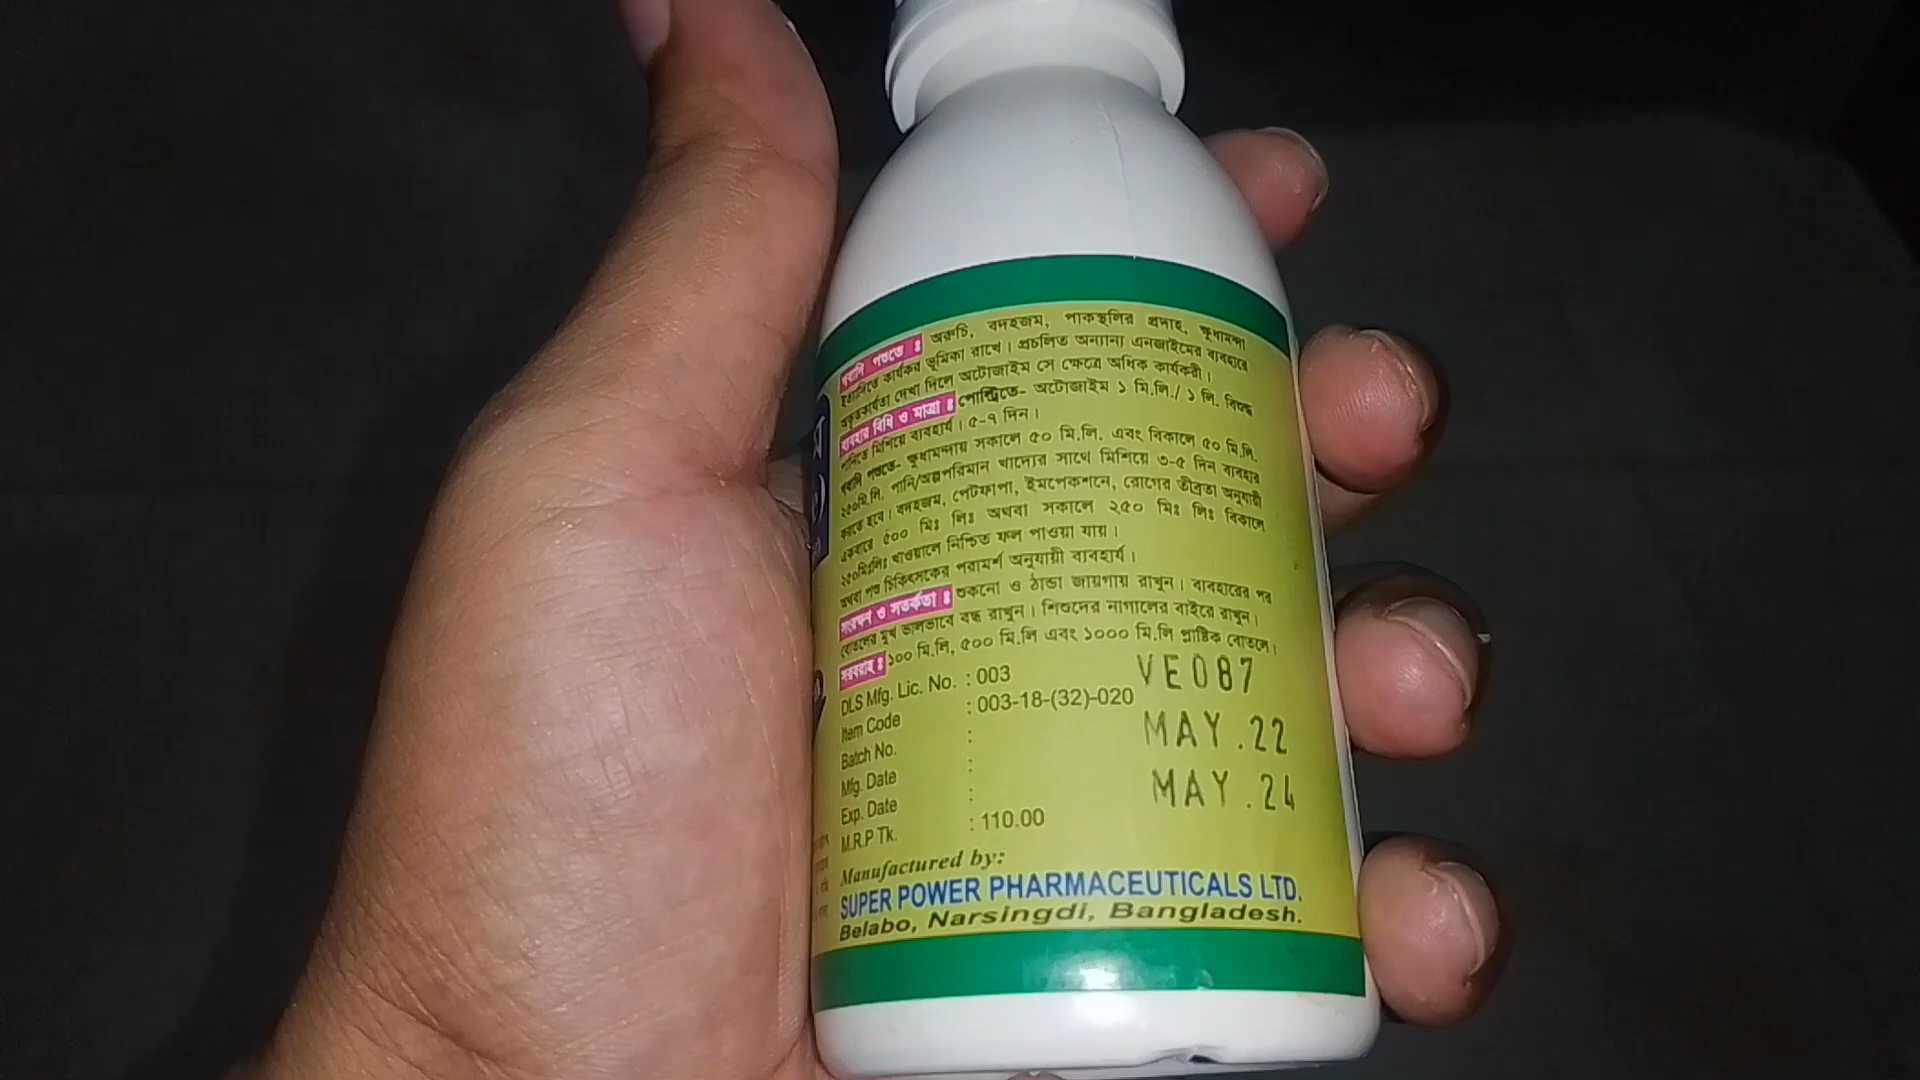 গবাদি পশুতে ঃ অরুচি, বদহজম, পাকস্থলির প্রদাহ, ক্ষুধামন্দা
ইত্যাদিতে কার্যকর ভূমিকা রাখে। প্রচলিত অন্যান্য এনজাইমের ব্যবহারে
অকৃতকার্যতা দেখা দিলে অটোজাইম সে ক্ষেত্রে অধিক কার্যকরী।
ব্যবহার বিধি ও মাত্রা ঃ পোল্ট্রিতে- অটোজাইম ১ মি.লি./ ১ লি. বিশুদ্ধ
পানিতে মিশিয়ে ব্যবহার্য। ৫-৭ দিন।
গবাদি পশুতে- ক্ষুধামন্দায় সকালে ৫০ মি.লি. এবং বিকালে ৫০ মি.লি.
২৫০মি.লি. পানি/অল্পপরিমান খাদ্যের সাথে মিশিয়ে ৩-৫ দিন ব্যবহার
করতে হবে। বদহজম, পেটফাপা, ইমপেকশনে, রোগের তীব্রতা অনুযায়ী
একবারে ৫০০ মিঃ লিঃ অথবা সকালে ২৫০ মিঃ লিঃ বিকালে
২৫০মিঃলিঃ খাওয়ালে নিশ্চিত ফল পাওয়া যায়।
অথবা পশু চিকিৎসকের পরামর্শ অনুযায়ী ব্যবহার্য।
সংরক্ষণ ও সতর্কতা ঃ শুকনো ও ঠান্ডা জায়গায় রাখুন। ব্যবহারের পর
বোতলের মুখ ভালভাবে বন্ধ রাখুন। শিশুদের নাগালের বাইরে রাখুন।
সরবরাহ ঃ ১০০ মি.লি, ৫০০ মি.লি এবং ১০০০ মি.লি প্লাষ্টিক বোতলে।
DLS Mfg. Lic. No. : 003
Item Code : 003-18-(32)-020
Batch No. : VE087
Mfg. Date : MAY.22
Exp. Date : MAY.24
M.R.P Tk. : 110.00
Manufactured by:
SUPER POWER PHARMACEUTICALS LTD.
Belabo, Narsingdi, Bangladesh.